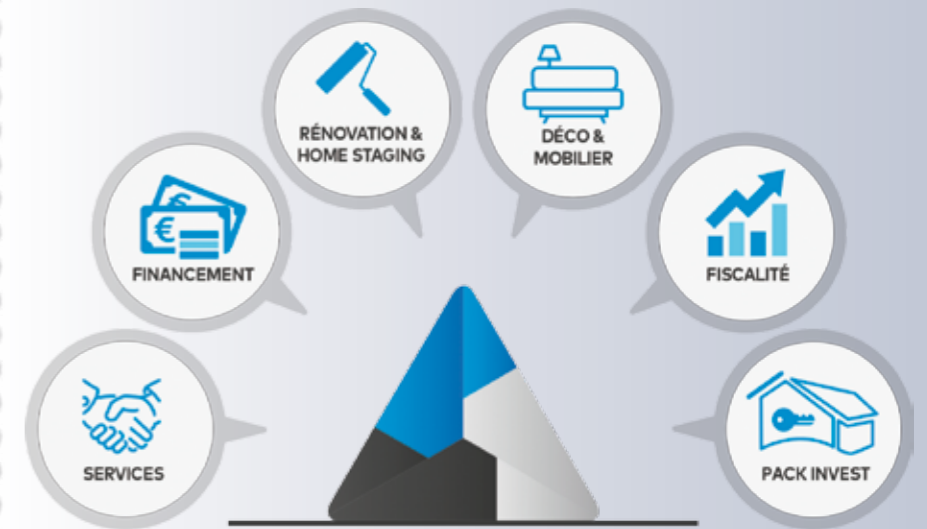 RÉNOVATION &
HOME STAGING
DÉCO &
MOBILIER
€
€
FINANCEMENT
FISCALITÉ
SERVICES
PACK INVEST